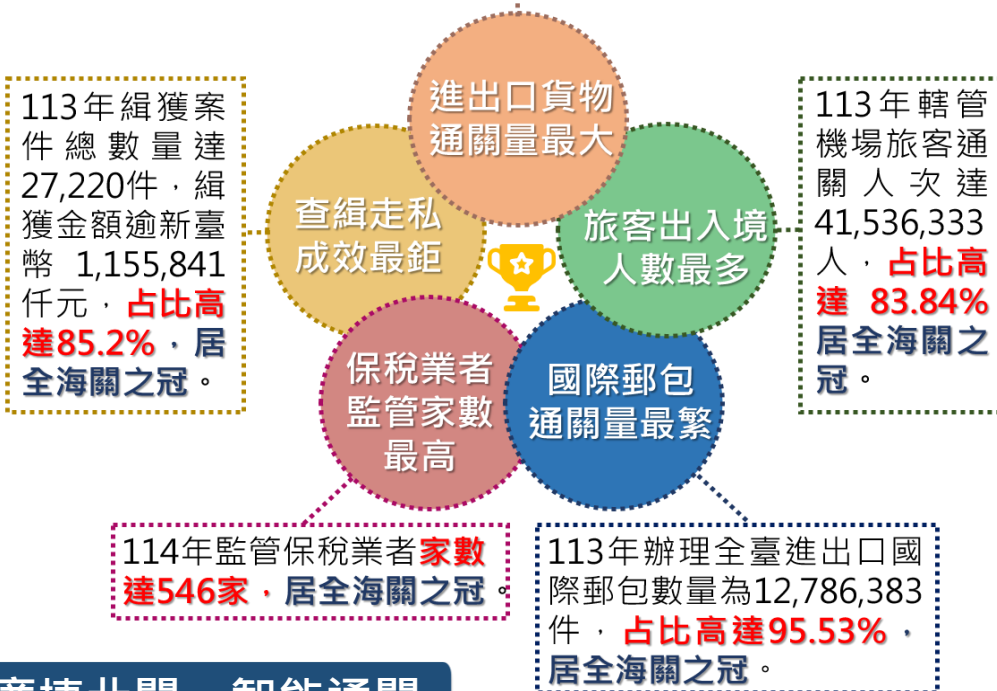 進出口貨物
通關量最大
113年緝獲案
件總數量達
27,220件，緝
獲金額逾新臺
幣 1,155,841
仟元，占比高
達85.2%，居
全海關之冠。
查緝走私
成效最鉅
旅客出入境
人數最多
113年轄管
機場旅客通
關人次達
41,536,333
人，占比高
達 83.84%
居全海關之
冠。
保稅業者
監管家數
最高
國際郵包
通關量最繁
114年監管保稅業者家數
達546家，居全海關之冠。
113年辦理全臺進出口國
際郵包數量為12,786,383
件，占比高達95.53%，
居全海關之冠。
智能通關